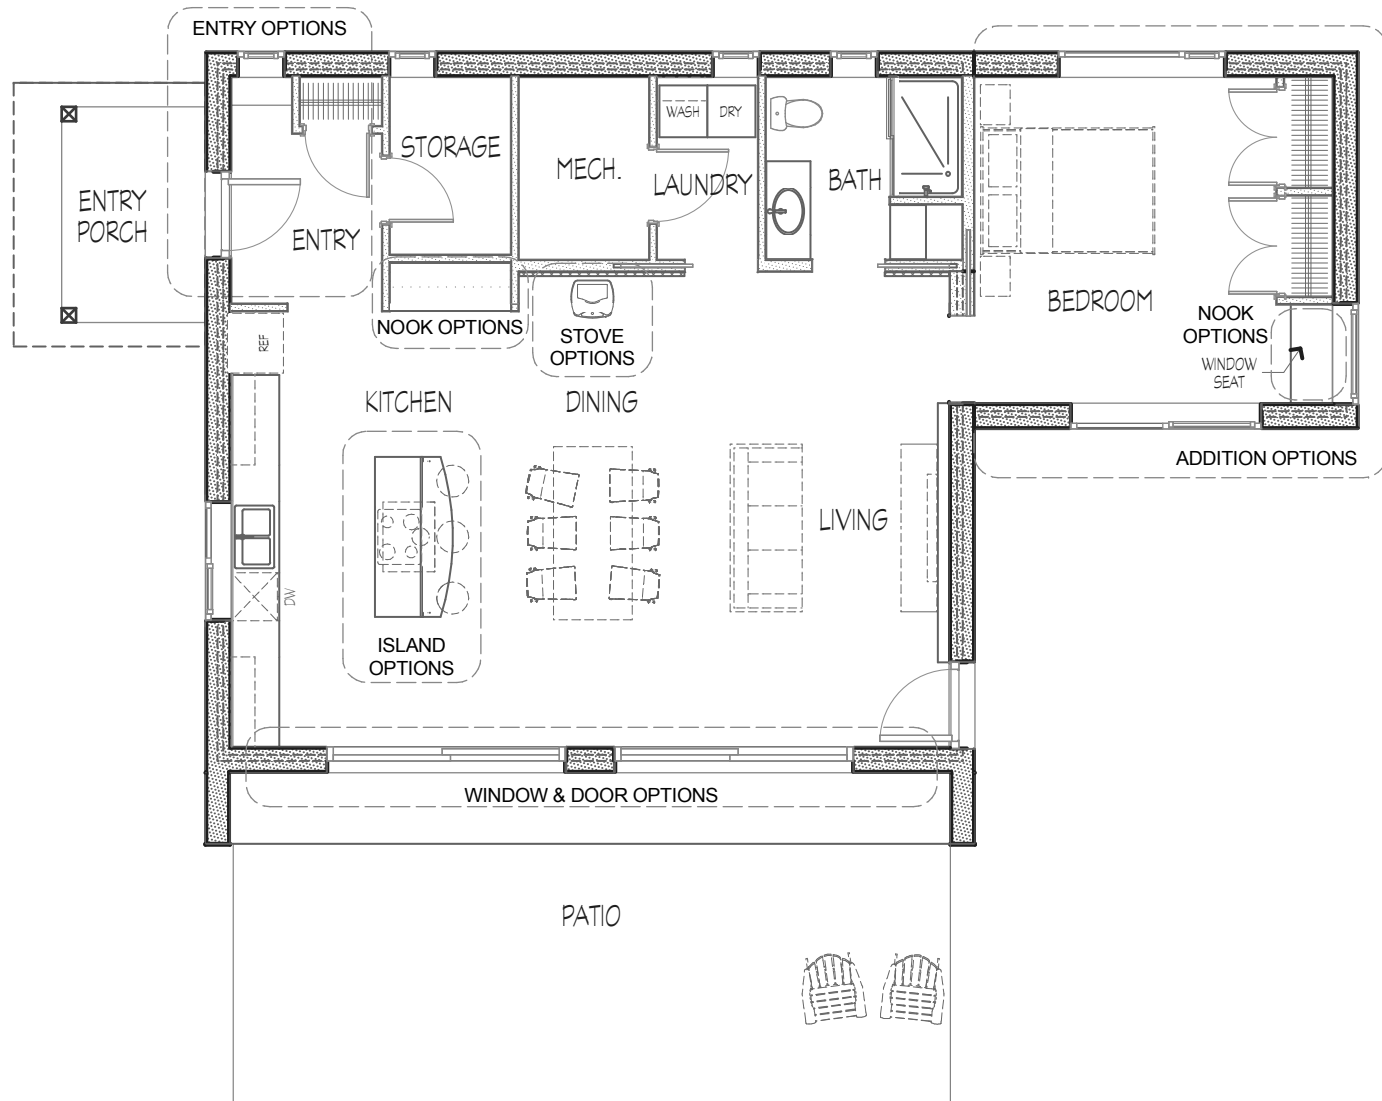 ENTRY OPTIONS
WASH
DRY
STORAGE
MECH.
LAUNDRY
BATH
ENTRY
PORCH
ENTRY
BEDROOM
NOOK
OPTIONS
WINDOW
SEAT
NOOK OPTIONS
STOVE
OPTIONS
REF
KITCHEN
DINING
ADDITION OPTIONS
LIVING
DW
ISLAND
OPTIONS
WINDOW & DOOR OPTIONS
PATIO